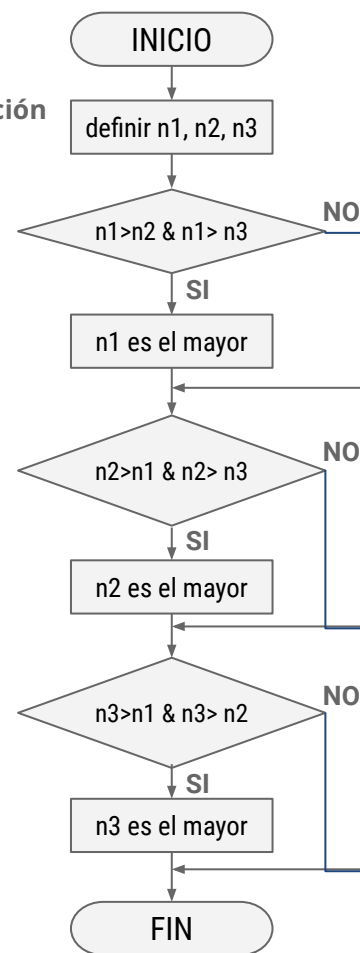 INICIO
definir n1, n2, n3
n1>n2 & n1> n3
NO
SI
n1 es el mayor
n2>n1 & n2> n3
NO
SI
n2 es el mayor
n3>n1 & n3> n2
NO
SI
n3 es el mayor
FIN